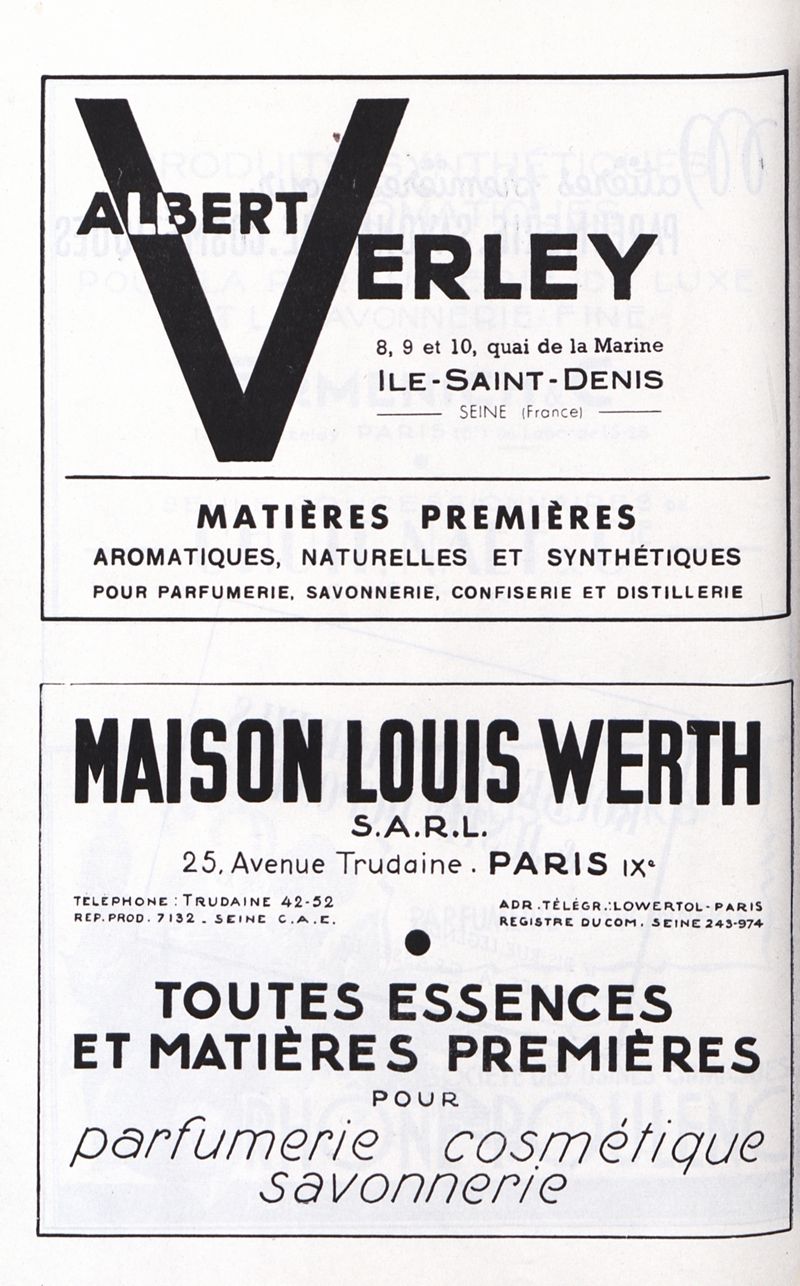 ALBERT
VERLEY
8, 9 et 10, quai de la Marine
ILE-SAINT-DENIS
SEINE (France)
MATIÈRES PREMIÈRES
AROMATIQUES, NATURELLES ET SYNTHÉTIQUES
POUR PARFUMERIE, SAVONNERIE, CONFISERIE ET DISTILLERIE
MAISON LOUIS WERTH
S.A.R.L.
25, Avenue Trudaine. PARIS IXe
TÉLÉPHONE : TRUDAINE 42-52
REP. PROD. 7132 - SEINE C.A.E.
ADR. TÉLÉGR.: LOWERTOL-PARIS
REGISTRE DU COM. SEINE 243-974
TOUTES ESSENCES
ET MATIÈRES PREMIÈRES
POUR
parfumerie cosmétique
savonnerie